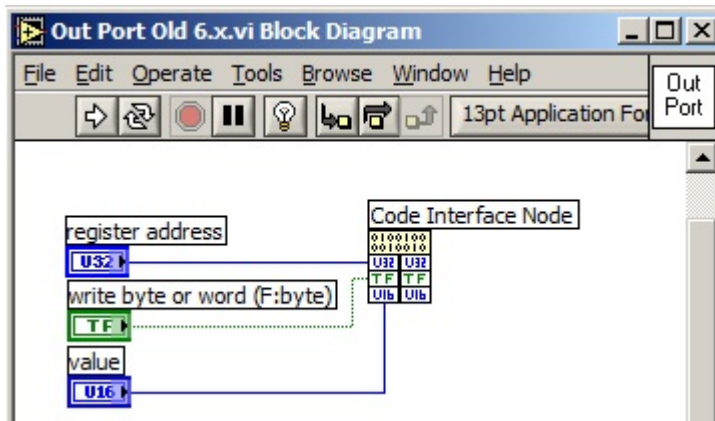 Out Port Old 6.x.vi Block Diagram
File Edit Operate Tools Browse Window Help
13pt Application Fo
Out
Port
register address
U32
write byte or word (F:byte)
TF
value
U16
Code Interface Node
0100100
0010010
U32 U32
TF TF
U16 U16